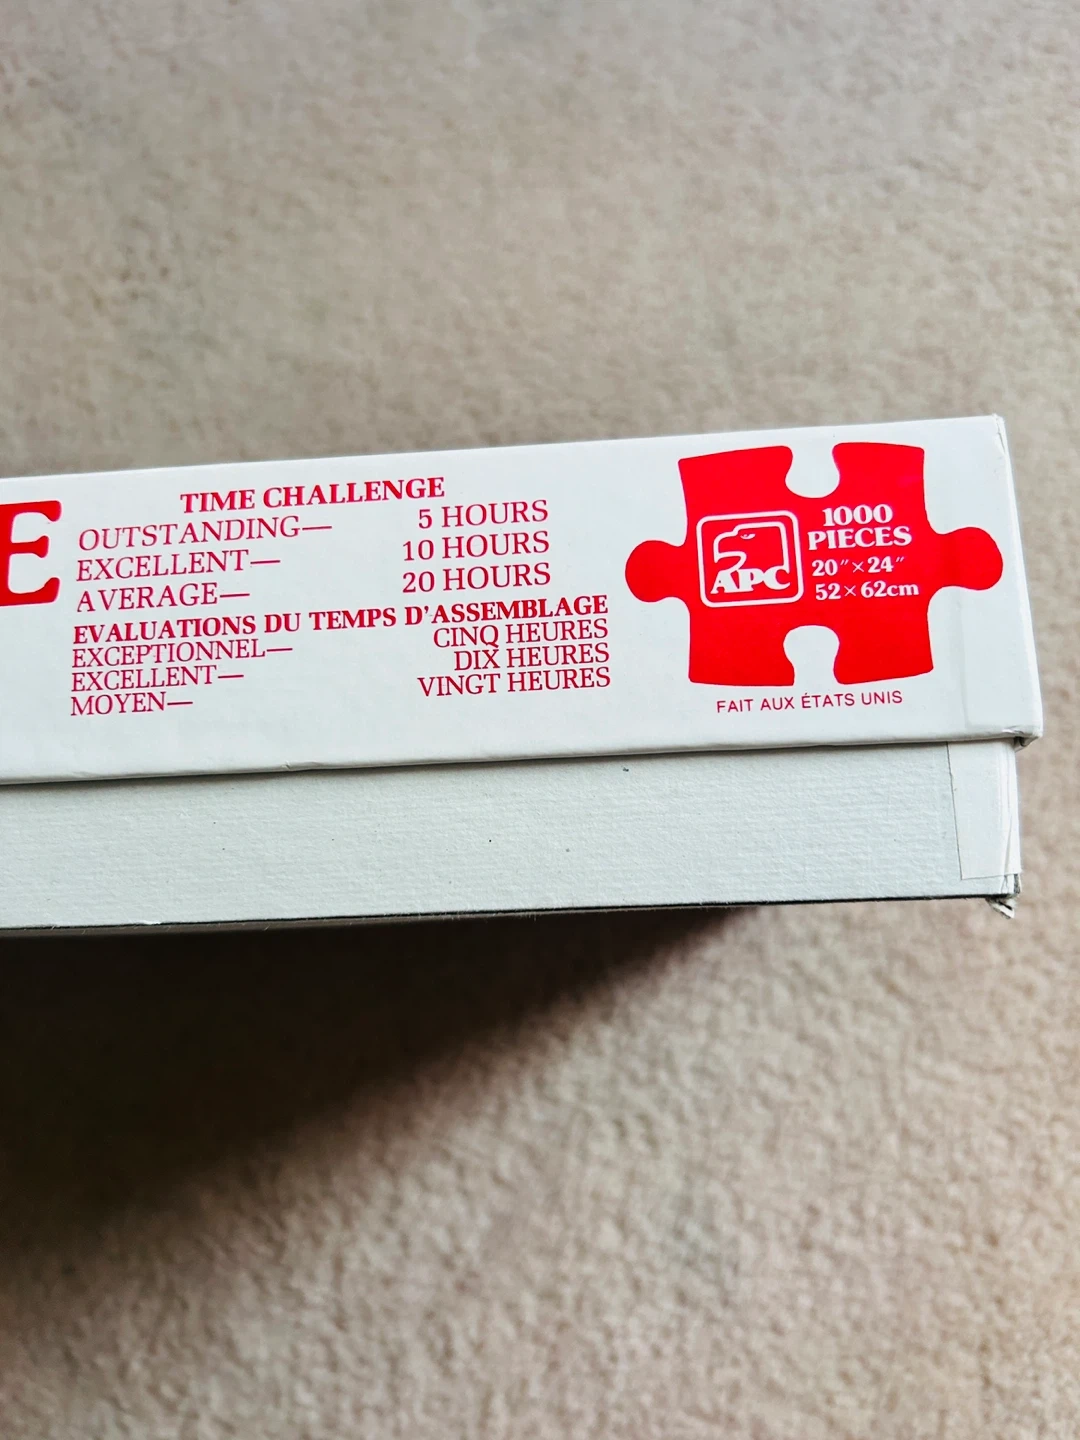 E
TIME CHALLENGE
OUTSTANDING— 5 HOURS
EXCELLENT— 10 HOURS
AVERAGE— 20 HOURS
EVALUATIONS DU TEMPS D'ASSEMBLAGE
EXCEPTIONNEL— CINQ HEURES
EXCELLENT— DIX HEURES
MOYEN— VINGT HEURES
APC
1000
PIECES
20″×24″
52×62cm
FAIT AUX ÉTATS UNIS